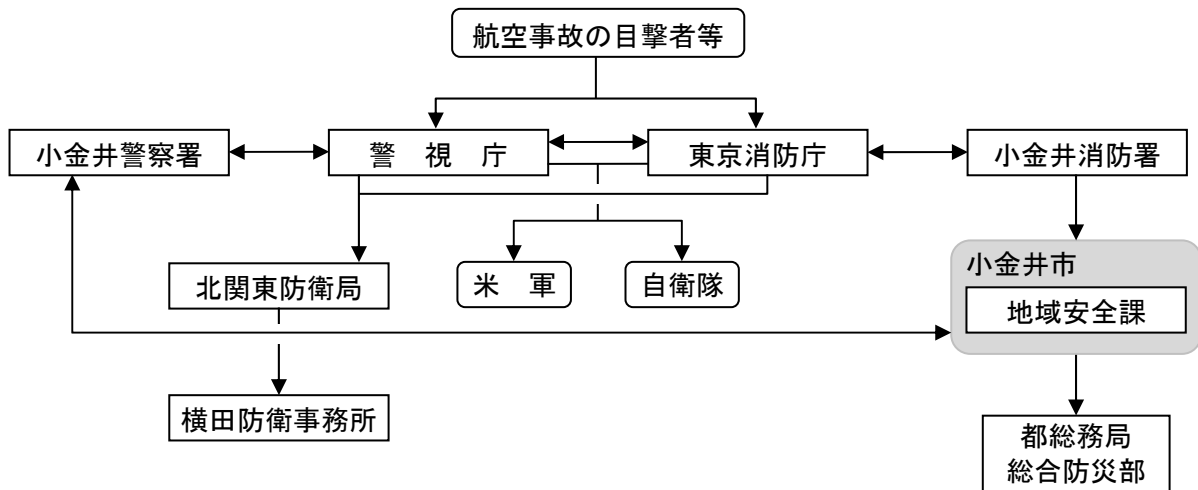 航空事故の目撃者等
小金井警察署
警 視 庁
東京消防庁
小金井消防署
北関東防衛局
米 軍
自衛隊
小金井市
地域安全課
横田防衛事務所
都総務局
総合防災部